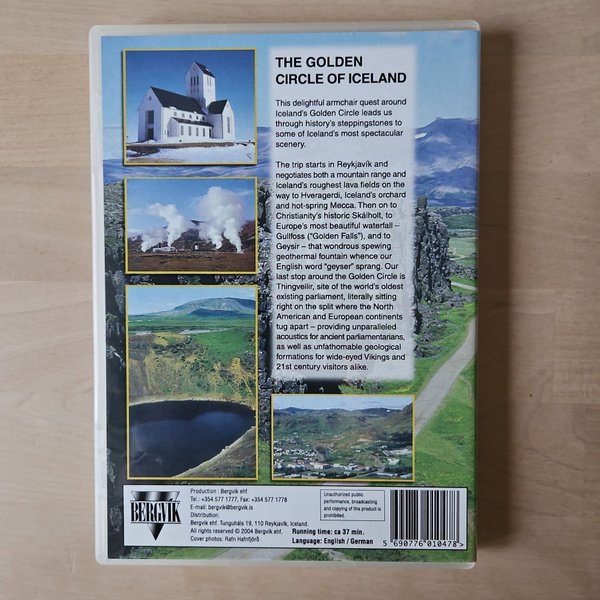 THE GOLDEN
CIRCLE OF ICELAND
This delightful armchair quest around
Iceland's Golden Circle leads us
through history's steppingstones to
some of Iceland's most spectacular
scenery.
The trip starts in Reykjavík and
negotiates both a mountain range and
Iceland's roughest lava fields on the
way to Hveragerdi, Iceland's orchard
and hot-spring Mecca. Then on to
Christianity's historic Skálholt, to
Europe's most beautiful waterfall –
Gullfoss ("Golden Falls"), and to
Geysir – that wondrous spewing
geothermal fountain whence our
English word "geyser" sprang. Our
last stop around the Golden Circle is
Thingvellir, site of the world's oldest
existing parliament, literally sitting
right on the split where the North
American and European continents
tug apart – providing unparalleled
acoustics for ancient parliamentarians,
as well as unfathomable geological
formations for wide-eyed Vikings and
21st century visitors alike.
BERGVÍK
Production : Bergvík ehf.
Tel.: +354 577 1777, Fax: +354 577 1778
E-mail: bergvik@bergvik.is
Distribution:
Bergvík ehf. Tunguháls 19, 110 Reykjavík, Iceland.
All rights reserved © 2004 Bergvík ehf.
Cover photos: Rafn Hafnfjörð
Unauthorized public
performance, broadcasting
and copying of this product is
prohibited.
Running time: ca 37 min.
Language: English / German
5 690776 010478 >